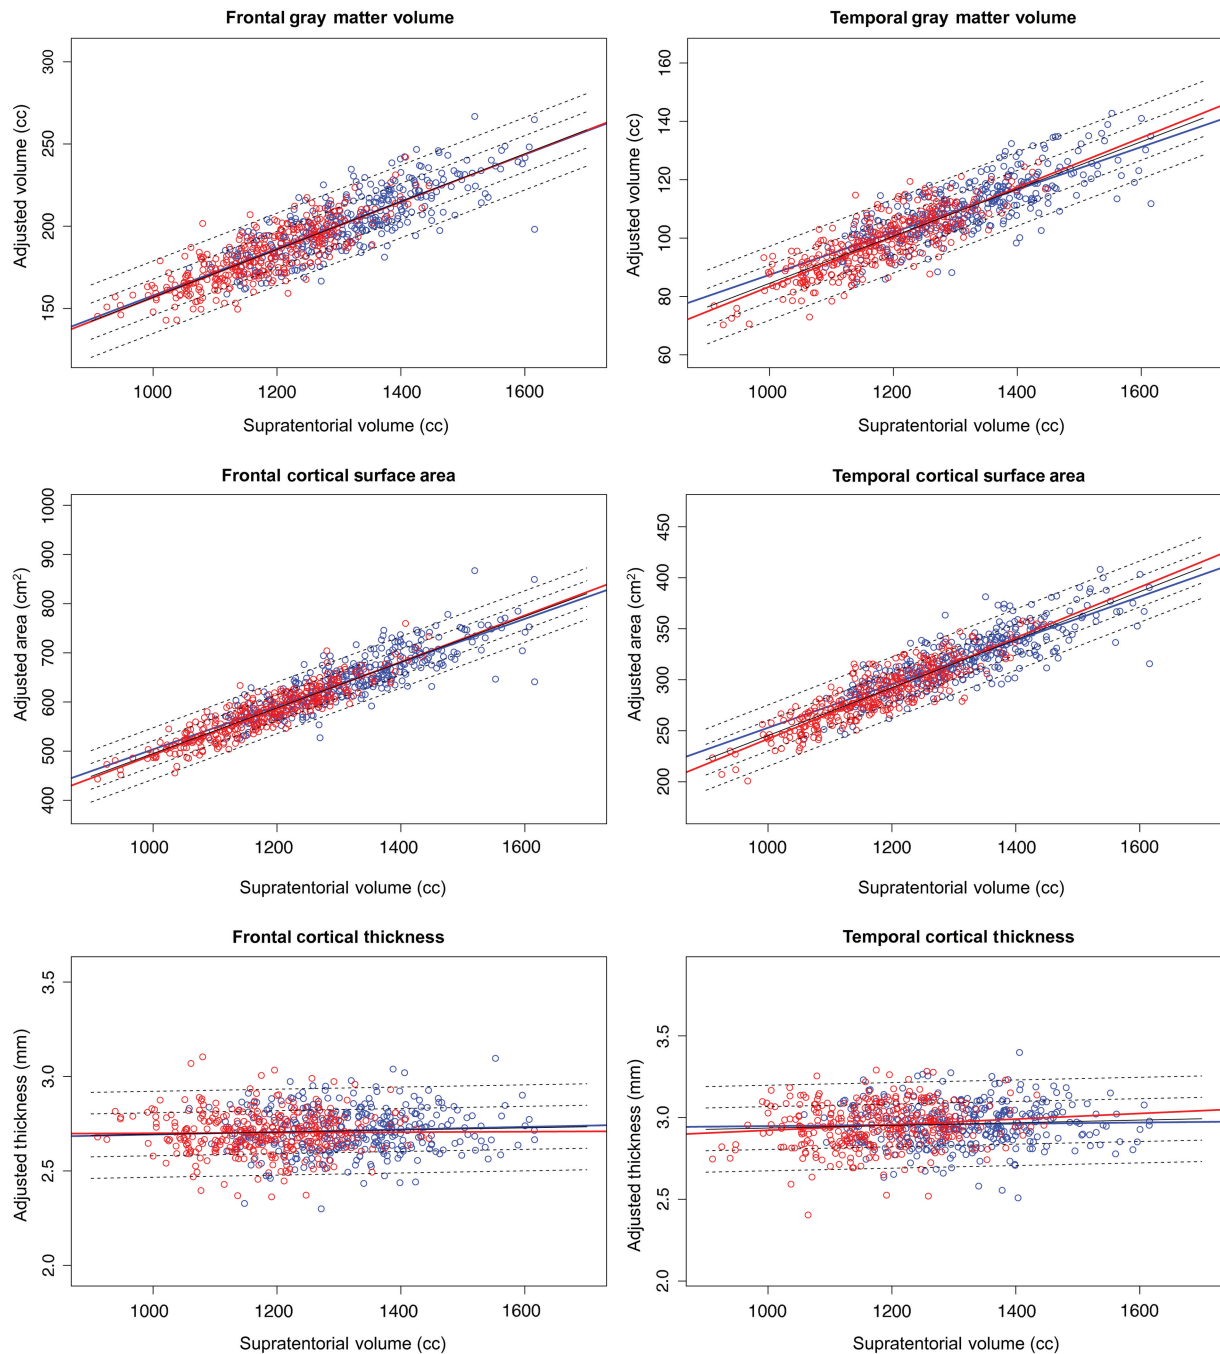 Frontal gray matter volume
Adjusted volume (cc)
300
250
200
150
1000 1200 1400 1600
Supratentorial volume (cc)
Temporal gray matter volume
Adjusted volume (cc)
160
140
120
100
80
60
1000 1200 1400 1600
Supratentorial volume (cc)
Frontal cortical surface area
Adjusted area (cm²)
1000
900
800
700
600
500
400
1000 1200 1400 1600
Supratentorial volume (cc)
Temporal cortical surface area
Adjusted area (cm²)
450
400
350
300
250
200
1000 1200 1400 1600
Supratentorial volume (cc)
Frontal cortical thickness
Adjusted thickness (mm)
3.5
3.0
2.5
2.0
1000 1200 1400 1600
Supratentorial volume (cc)
Temporal cortical thickness
Adjusted thickness (mm)
3.5
3.0
2.5
2.0
1000 1200 1400 1600
Supratentorial volume (cc)